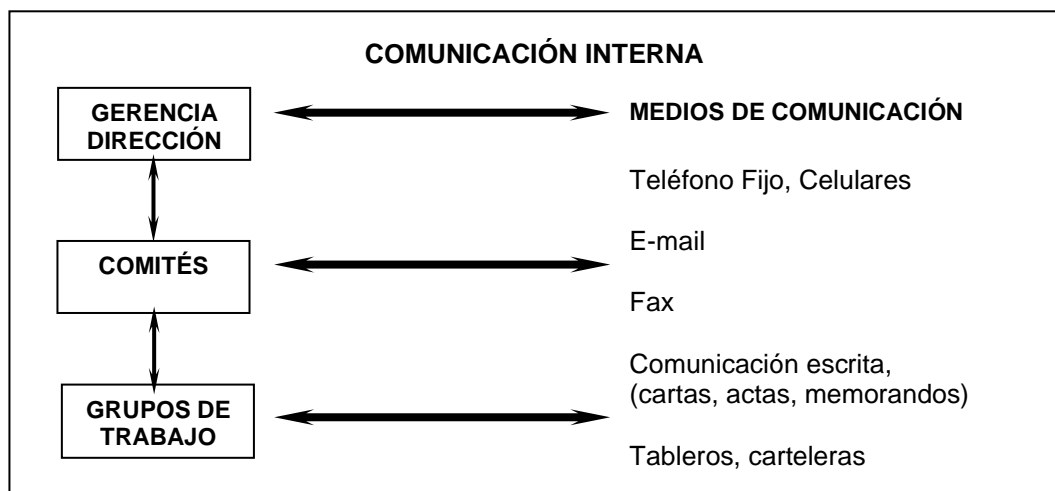 COMUNICACIÓN INTERNA
GERENCIA
DIRECCIÓN
MEDIOS DE COMUNICACIÓN
Teléfono Fijo, Celulares
E-mail
COMITÉS
Fax
Comunicación escrita,
(cartas, actas, memorandos)
GRUPOS DE
TRABAJO
Tableros, carteleras